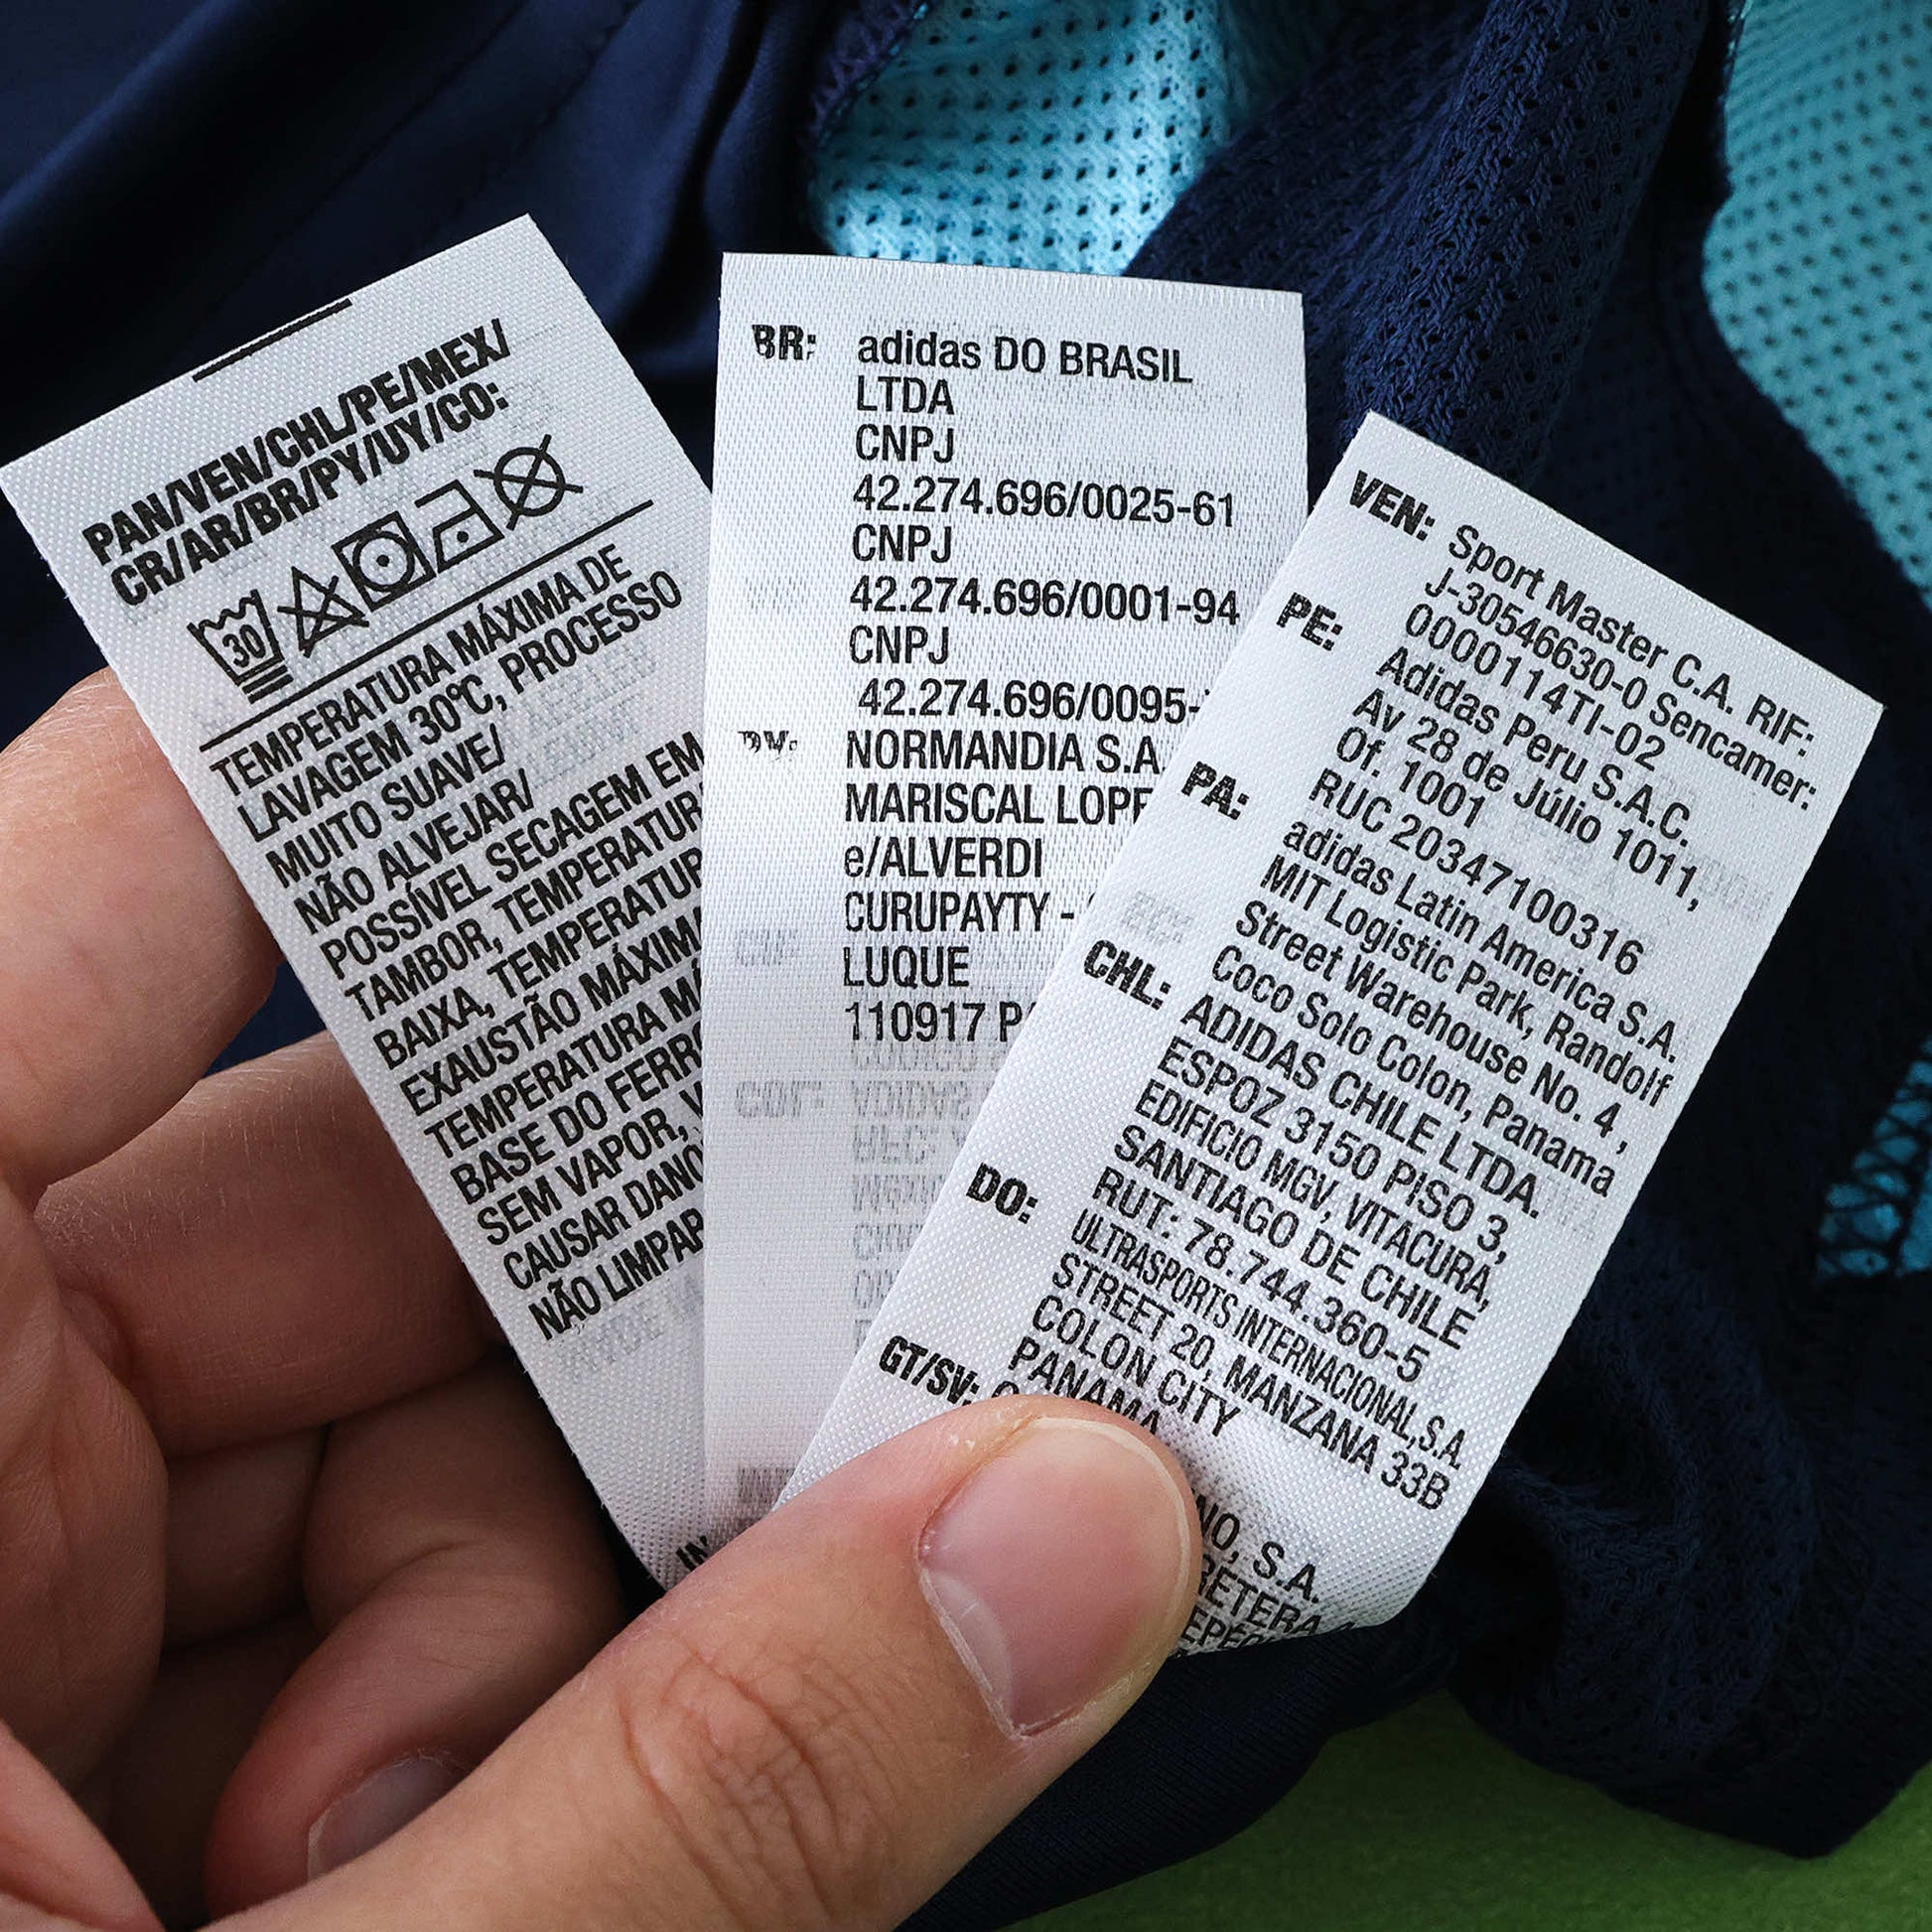 PAN/VEN/CHL/PE/MEX/
CR/AR/BR/PY/UY/CO:
30
TEMPERATURA MÁXIMA DE
LAVAGEM 30°C, PROCESSO
MUITO SUAVE/
NÃO ALVEJAR/
POSSÍVEL SECAGEM EM
TAMBOR, TEMPERATUR
BAIXA, TEMPERATUR
EXAUSTÃO MÁXIM
TEMPERATURA MÁ
BASE DO FERR
SEM VAPOR, V
CAUSAR DANO
NÃO LIMPAR
BR: adidas DO BRASIL
LTDA
CNPJ
42.274.696/0025-61
CNPJ
42.274.696/0001-94
CNPJ
42.274.696/0095-
NORMANDIA S.A.
MARISCAL LOPE
e/ALVERDI
CURUPAYTY -
LUQUE
110917 P
VEN: Sport Master C.A. RIF:
J-30546630-0 Sencamer:
0000114TI-02
PE: Adidas Peru S.A.C,
Av 28 de Júlio 1011,
Of. 1001
RUC 20347100316
PA: adidas Latin America S.A.
MIT Logistic Park, Randolf
Street Warehouse No. 4,
Coco Solo Colon, Panama
CHL: ADIDAS CHILE LTDA.
ESPOZ 3150 PISO 3,
EDIFICIO MGV, VITACURA,
SANTIAGO DE CHILE
RUT: 78.744.360-5
DO: ULTRASPORTS INTERNACIONAL,S.A.
STREET 20, MANZANA 33B
COLON CITY
PANAMA
GT/SV:
NO, S.A.
RETERA